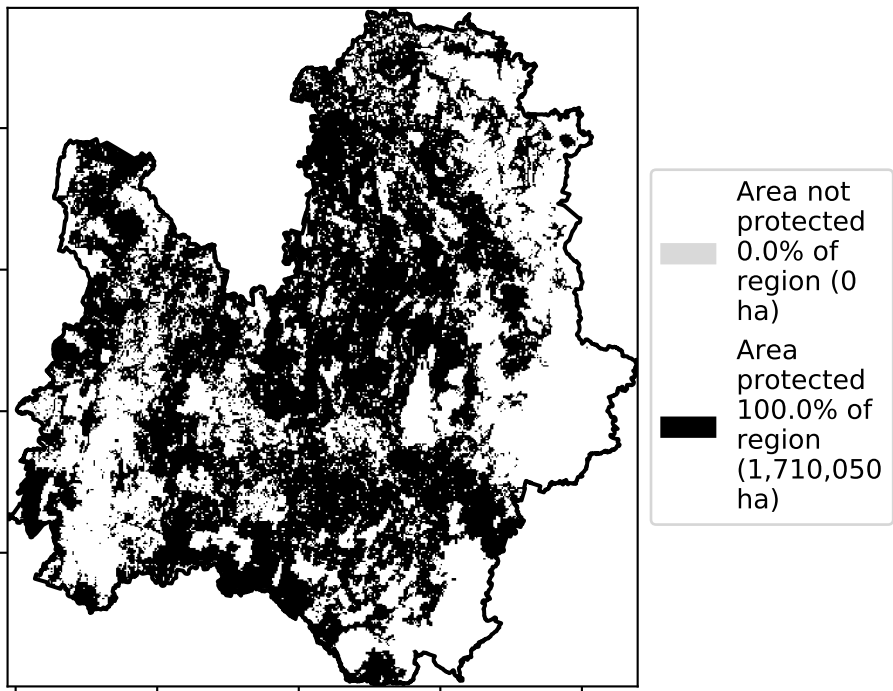 Area not
protected
0.0% of
region (0
ha)
Area
protected
100.0% of
region
(1,710,050
ha)